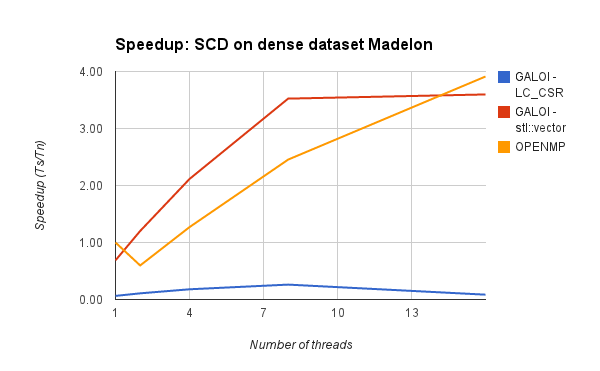 Speedup: SCD on dense dataset Madelon
4.00
3.00
2.00
1.00
0.00
Speedup (Ts/Tn)
1 4 7 10 13
Number of threads
GALOI -
LC_CSR
GALOI -
stl::vector
OPENMP